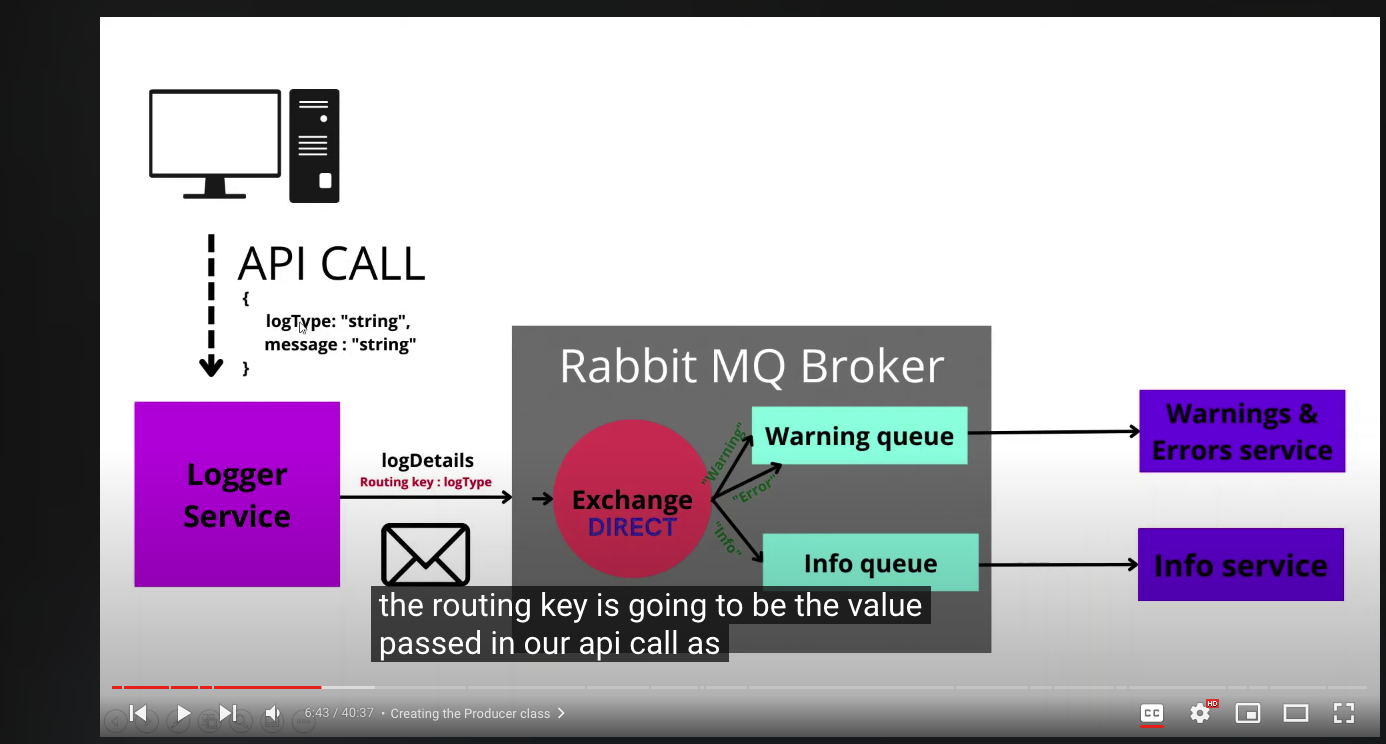 API CALL
{
logType: "string",
message : "string"
}
Rabbit MQ Broker
Logger
Service
logDetails
Routing key : logType
Exchange
DIRECT
"Warning"
"Error"
"Info"
Warning queue
Info queue
Warnings &
Errors service
Info service
the routing key is going to be the value
passed in our api call as
6:43 / 40:37 • Creating the Producer class
CC
HD